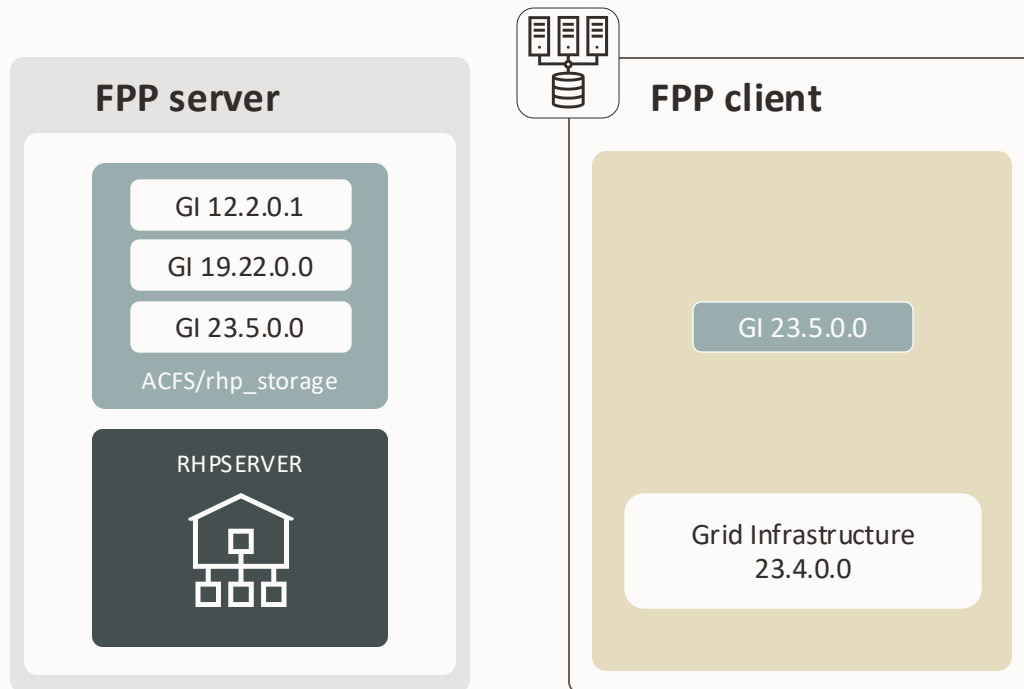 FPP server
GI 12.2.0.1
GI 19.22.0.0
GI 23.5.0.0
ACFS/rhp_storage
RHPSERVER
FPP client
GI 23.5.0.0
Grid Infrastructure
23.4.0.0